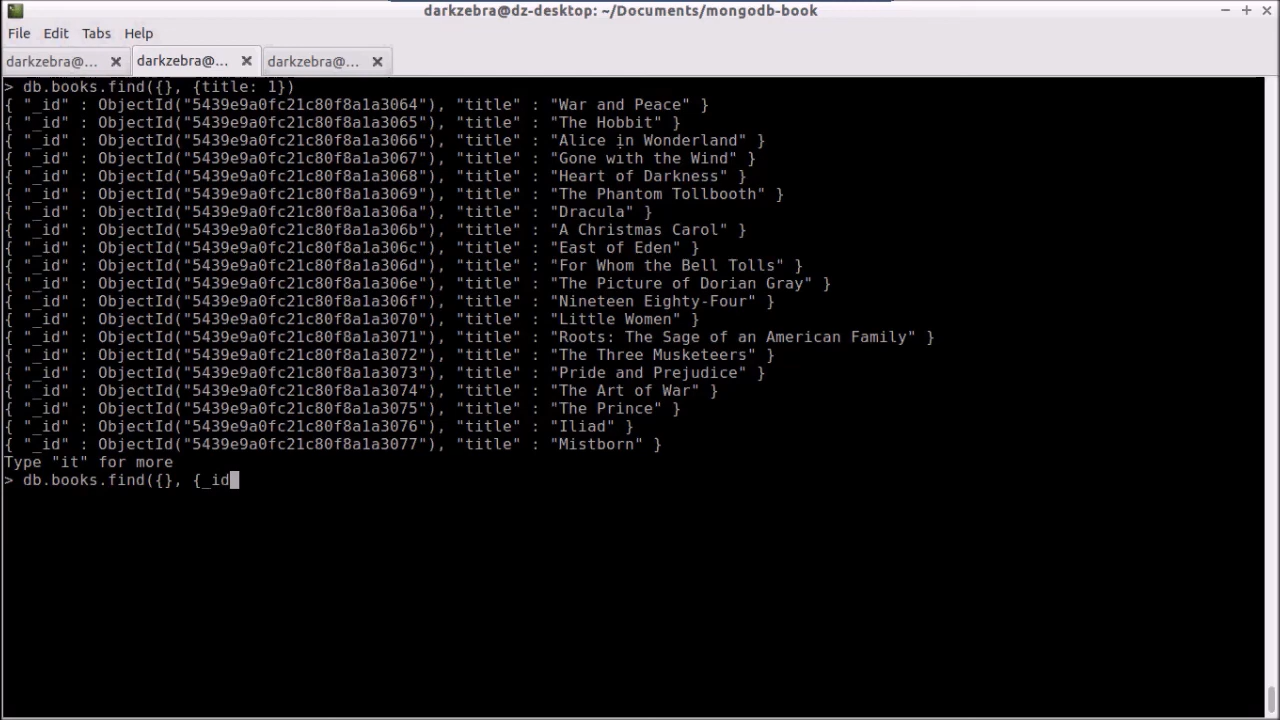 darkzebra@dz-desktop: ~/Documents/mongodb-book
File Edit Tabs Help
darkzebra@... darkzebra@... darkzebra@...
> db.books.find({}, {title: 1})
{ "_id" : ObjectId("5439e9a0fc21c80f8a1a3064"), "title" : "War and Peace" }
{ "_id" : ObjectId("5439e9a0fc21c80f8a1a3065"), "title" : "The Hobbit" }
{ "_id" : ObjectId("5439e9a0fc21c80f8a1a3066"), "title" : "Alice in Wonderland" }
{ "_id" : ObjectId("5439e9a0fc21c80f8a1a3067"), "title" : "Gone with the Wind" }
{ "_id" : ObjectId("5439e9a0fc21c80f8a1a3068"), "title" : "Heart of Darkness" }
{ "_id" : ObjectId("5439e9a0fc21c80f8a1a3069"), "title" : "The Phantom Tollbooth" }
{ "_id" : ObjectId("5439e9a0fc21c80f8a1a306a"), "title" : "Dracula" }
{ "_id" : ObjectId("5439e9a0fc21c80f8a1a306b"), "title" : "A Christmas Carol" }
{ "_id" : ObjectId("5439e9a0fc21c80f8a1a306c"), "title" : "East of Eden" }
{ "_id" : ObjectId("5439e9a0fc21c80f8a1a306d"), "title" : "For Whom the Bell Tolls" }
{ "_id" : ObjectId("5439e9a0fc21c80f8a1a306e"), "title" : "The Picture of Dorian Gray" }
{ "_id" : ObjectId("5439e9a0fc21c80f8a1a306f"), "title" : "Nineteen Eighty-Four" }
{ "_id" : ObjectId("5439e9a0fc21c80f8a1a3070"), "title" : "Little Women" }
{ "_id" : ObjectId("5439e9a0fc21c80f8a1a3071"), "title" : "Roots: The Sage of an American Family" }
{ "_id" : ObjectId("5439e9a0fc21c80f8a1a3072"), "title" : "The Three Musketeers" }
{ "_id" : ObjectId("5439e9a0fc21c80f8a1a3073"), "title" : "Pride and Prejudice" }
{ "_id" : ObjectId("5439e9a0fc21c80f8a1a3074"), "title" : "The Art of War" }
{ "_id" : ObjectId("5439e9a0fc21c80f8a1a3075"), "title" : "The Prince" }
{ "_id" : ObjectId("5439e9a0fc21c80f8a1a3076"), "title" : "Iliad" }
{ "_id" : ObjectId("5439e9a0fc21c80f8a1a3077"), "title" : "Mistborn" }
Type "it" for more
> db.books.find({}, {_id